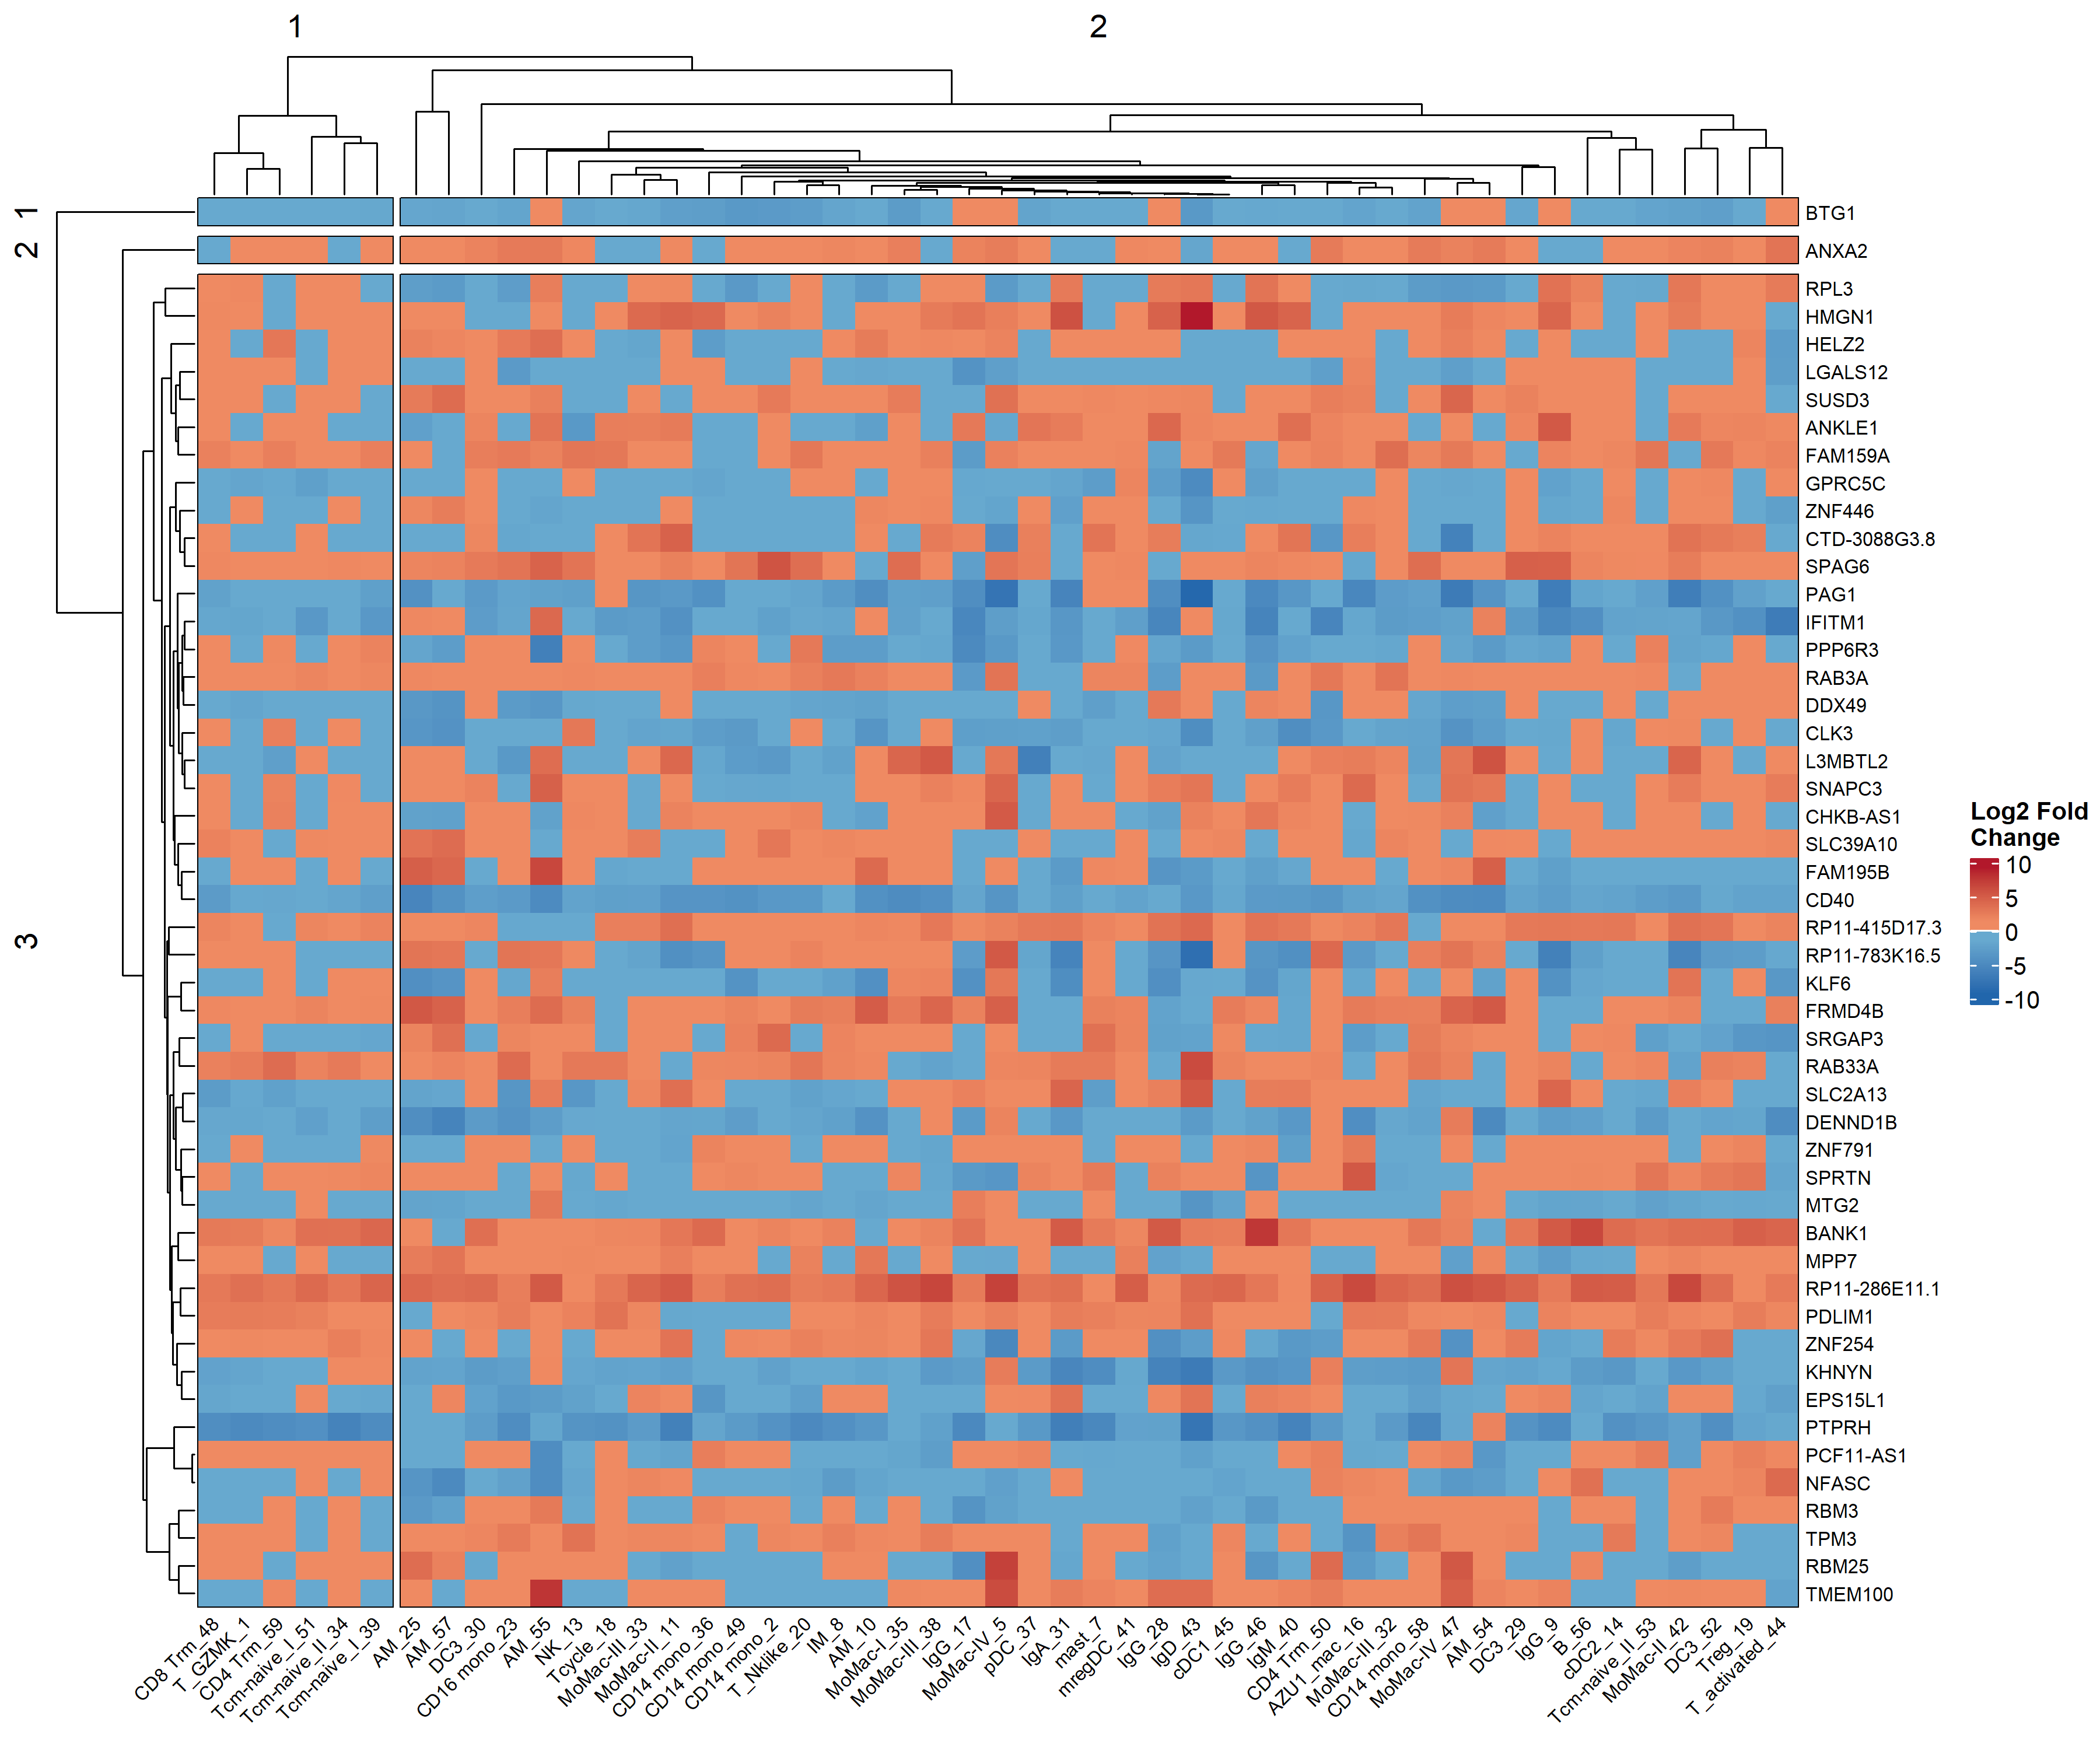 1
2
1
BTG1
2
ANXA2
RPL3
HMGN1
HELZ2
LGALS12
SUSD3
ANKLE1
FAM159A
GPRC5C
ZNF446
CTD-3088G3.8
SPAG6
PAG1
IFITM1
PPP6R3
RAB3A
DDX49
CLK3
L3MBTL2
SNAPC3
CHKB-AS1
SLC39A10
FAM195B
CD40
3
RP11-415D17.3
RP11-783K16.5
KLF6
FRMD4B
SRGAP3
RAB33A
SLC2A13
DENND1B
ZNF791
SPRTN
MTG2
BANK1
MPP7
RP11-286E11.1
PDLIM1
ZNF254
KHNYN
EPS15L1
PTPRH
PCF11-AS1
NFASC
RBM3
TPM3
RBM25
TMEM100
Log2 Fold
Change
10
5
0
-5
-10
CD8 Trm_48
T_GZMK_1
CD4 Trm_59
Tcm-naive_I_51
Tcm-naive_II_34
Tcm-naive_I_39
AM_25
AM_57
DC3_30
CD16 mono_23
AM_55
NK_13
Tcycle_18
MoMac-III_33
MoMac-II_11
CD14 mono_36
CD14 mono_49
CD14 mono_2
T_Nklike_20
IM_8
AM_10
MoMac-I_35
MoMac-III_38
IgG_17
MoMac-IV_5
pDC_37
IgA_31
mast_7
mregDC_41
IgG_28
IgD_43
cDC1_45
IgG_46
IgM_40
CD4 Trm_50
AZU1_mac_16
MoMac-III_32
CD14 mono_58
MoMac-IV_47
AM_54
DC3_29
IgG_9
B_56
cDC2_14
Tcm-naive_II_53
MoMac-II_42
DC3_52
Treg_19
T_activated_44